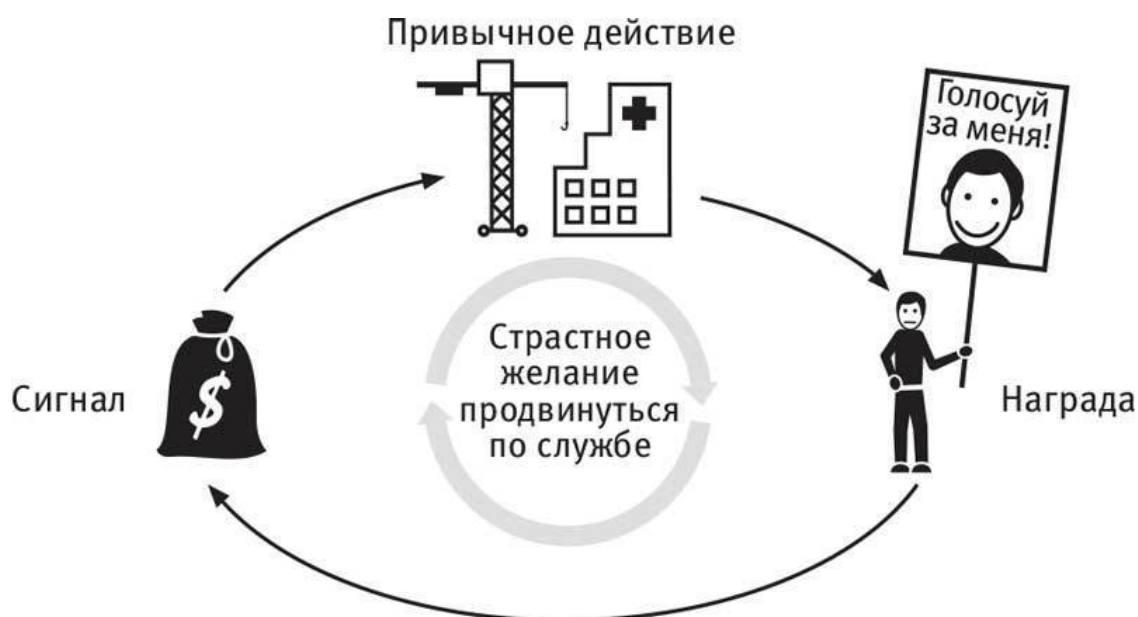 Привычное действие
Голосуй
за меня!
Страстное
желание
продвинуться
по службе
Сигнал
$
Награда